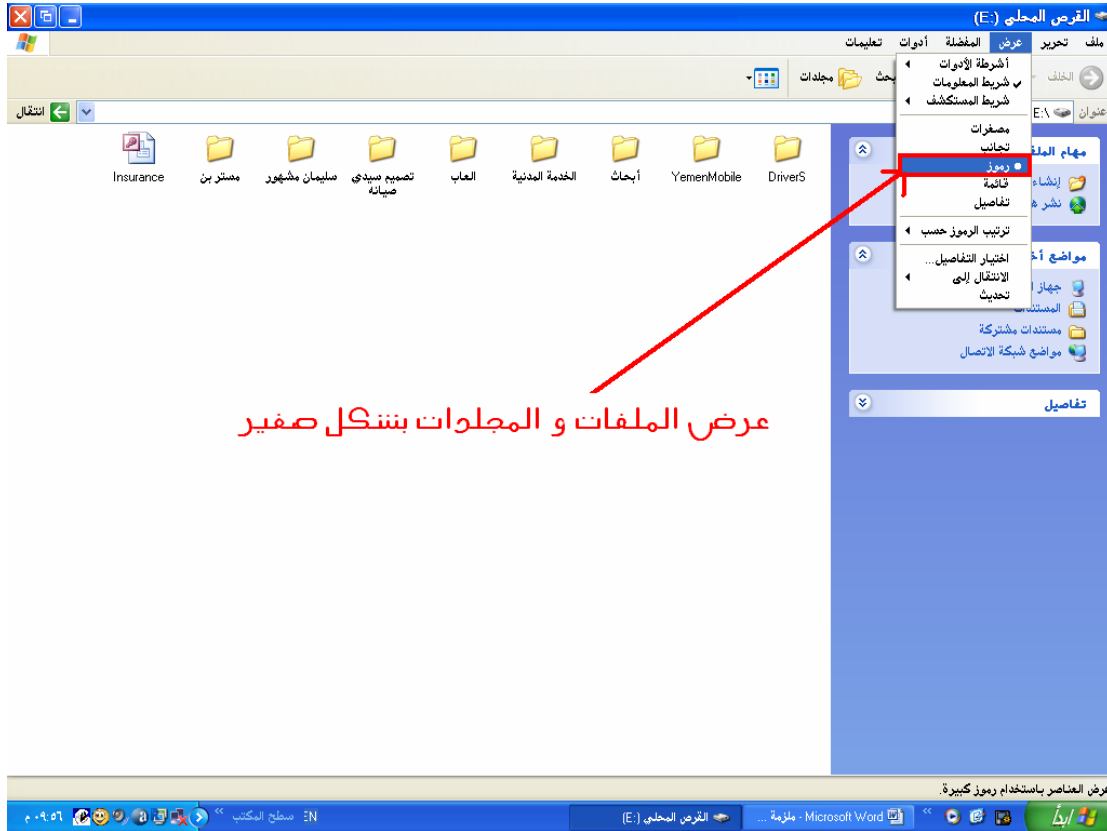 القرص المحلي (E:)
ملف تحرير عرض المفضلة أدوات تعليمات
الخلف بحث مجلدات
عنوان E:\ انتقال
أشرطة الأدوات
شريط المعلومات
شريط المستكشف
مصغرات
تجانب
رموز
قائمة
تفاصيل
ترتيب الرموز حسب
اختيار التفاصيل...
الانتقال إلى
تحديث
مهام الملف
إنشاء
نشر ه
مواضع أخ
جهاز ا
المستندات
مستندات مشتركة
مواضع شبكة الاتصال
تفاصيل
DriverS
YemenMobile
أبحاث
الخدمة المدنية
العاب
تصميم سيدي
صيانه
سليمان مشهور
مستر بن
Insurance
عرض الملفات و المجلدات بشكل صغير
عرض العناصر باستخدام رموز كبيرة.
ابدأ
Microsoft Word - ملزمة ...
القرص المحلي (E:)
EN سطح المكتب
٠٩:٥٦ م